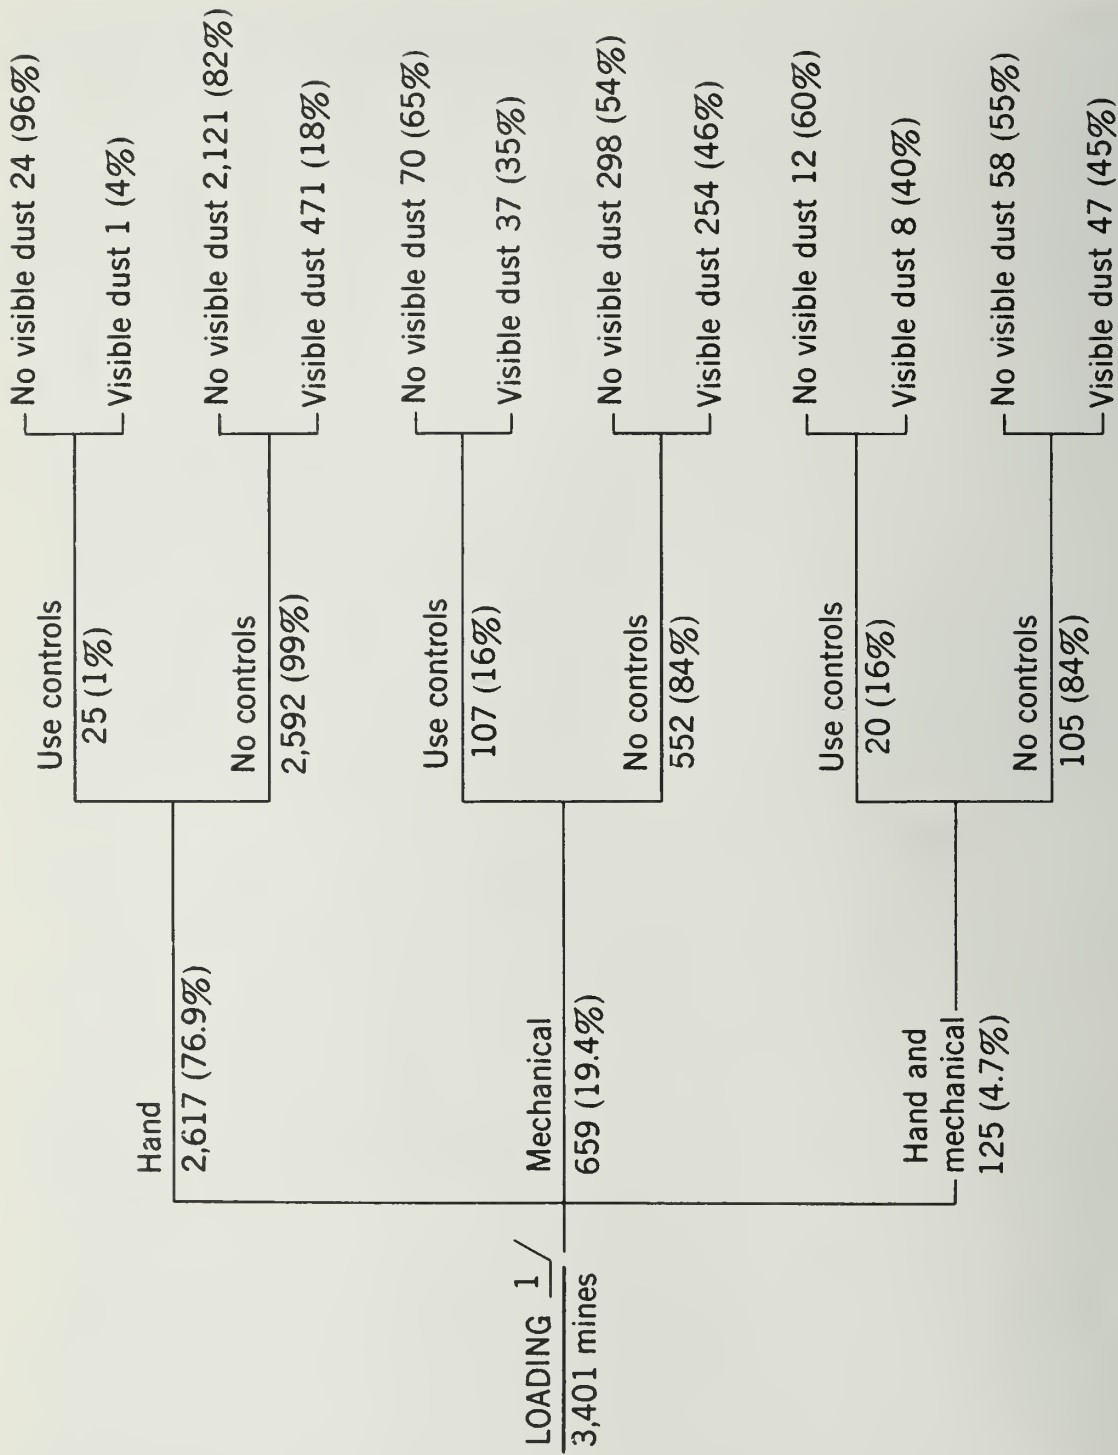 LOADING 1/
3,401 mines
Hand
2,617 (76.9%)
Use controls
25 (1%)
No visible dust 24 (96%)
Visible dust 1 (4%)
No controls
2,592 (99%)
No visible dust 2,121 (82%)
Visible dust 471 (18%)
Mechanical
659 (19.4%)
Use controls
107 (16%)
No visible dust 70 (65%)
Visible dust 37 (35%)
No controls
552 (84%)
No visible dust 298 (54%)
Visible dust 254 (46%)
Hand and
mechanical
125 (4.7%)
Use controls
20 (16%)
No visible dust 12 (60%)
Visible dust 8 (40%)
No controls
105 (84%)
No visible dust 58 (55%)
Visible dust 47 (45%)